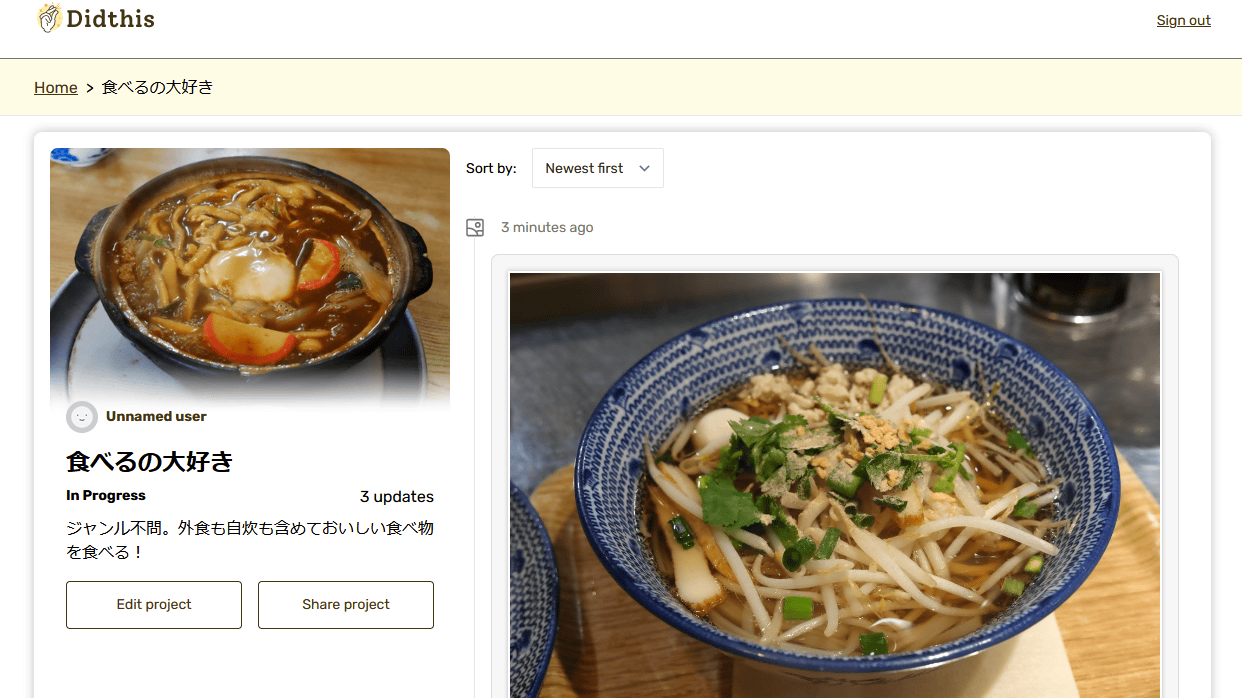 Didthis
Sign out
Home > 食べるの大好き
Sort by: Newest first
3 minutes ago
Unnamed user
食べるの大好き
In Progress 3 updates
ジャンル不問。外食も自炊も含めておいしい食べ物
を食べる！
Edit project Share project